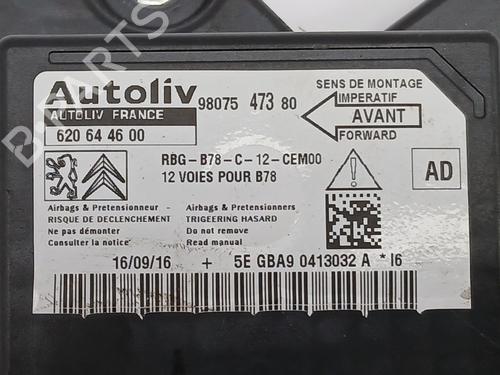 Autoliv
98075 473 80
AUTOLIV FRANCE
620 64 46 00
SENS DE MONTAGE
IMPERATIF
AVANT
FORWARD
RBG-B78-C-12-CEM00
12 VOIES POUR B78
AD
Airbags & Pretensionneur
RISQUE DE DECLENCHEMENT
Ne pas démonter
Consulter la notice
Airbags & Pretensionners
TRIGEERING HASARD
Do not remove
Read manual
16/09/16 + 5E GBA9 0413032 A *I6
B-PARTS